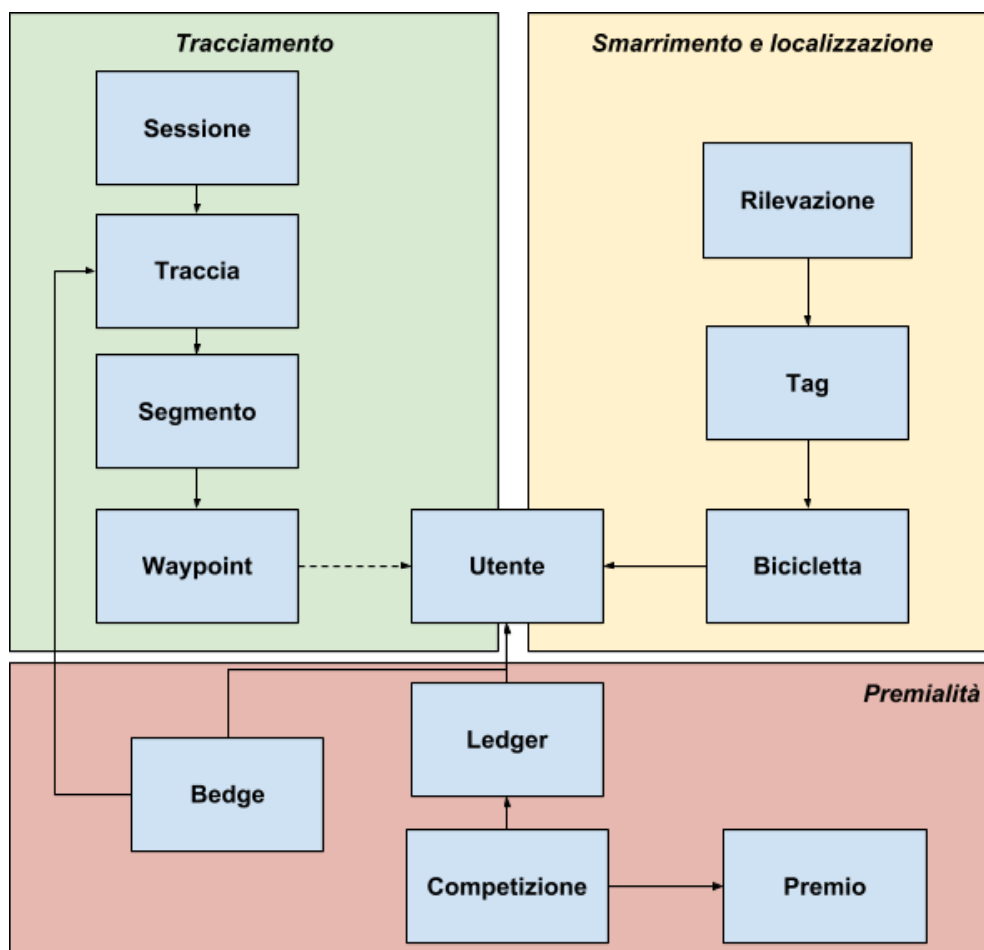 Tracciamento
Smarrimento e localizzazione
Sessione
Rilevazione
Traccia
Tag
Segmento
Waypoint
Utente
Bicicletta
Premialità
Ledger
Bedge
Competizione
Premio